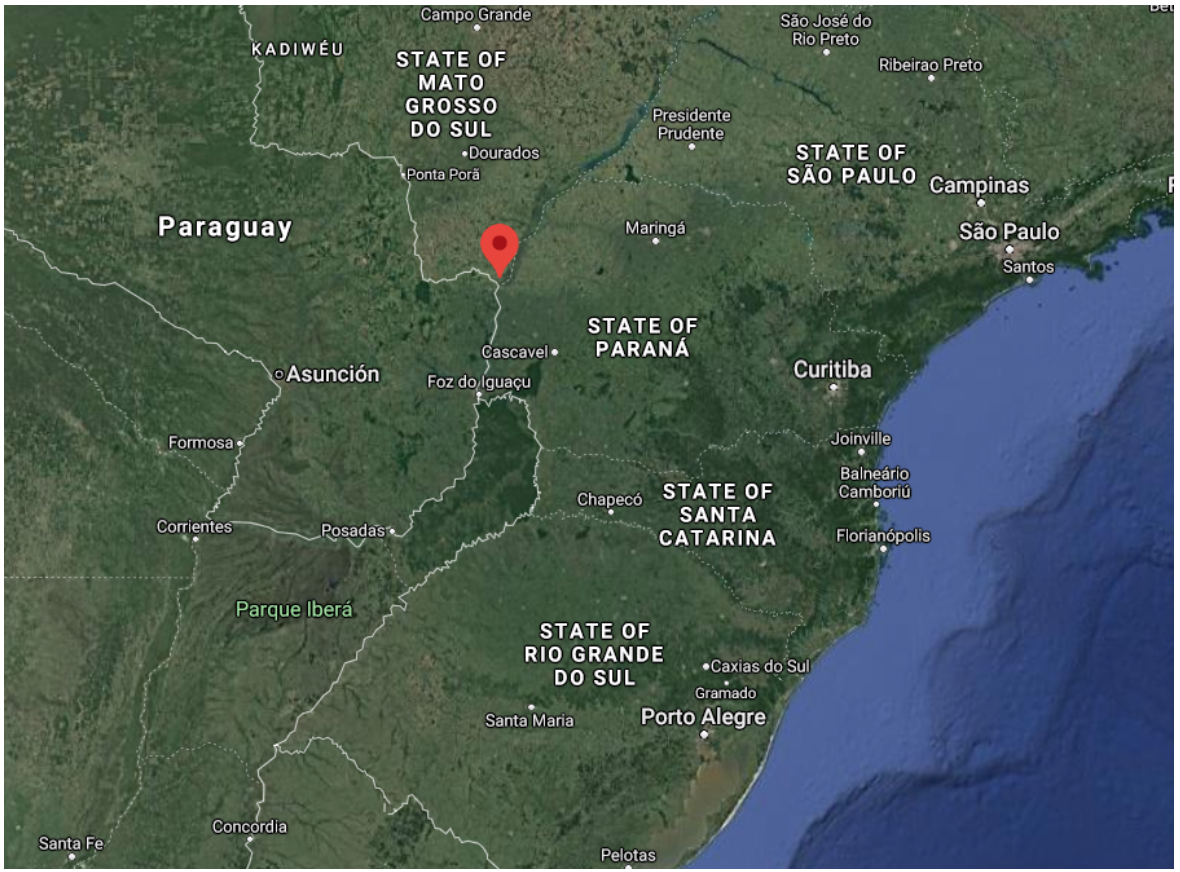 Campo Grande
São José do
Rio Preto
KADIWÉU
STATE OF
MATO
GROSSO
DO SUL
Ribeirao Preto
Presidente
Prudente
Dourados
STATE OF
SÃO PAULO
Ponta Porã
Campinas
Paraguay
Maringá
São Paulo
Santos
STATE OF
PARANÁ
Cascavel
Asunción
Foz do Iguaçu
Curitiba
Formosa
Joinville
Balneário
Camboriú
Chapecó
STATE OF
SANTA
CATARINA
Corrientes
Posadas
Florianópolis
Parque Iberá
STATE OF
RIO GRANDE
DO SUL
Caxias do Sul
Gramado
Santa Maria
Porto Alegre
Concordia
Santa Fe
Pelotas